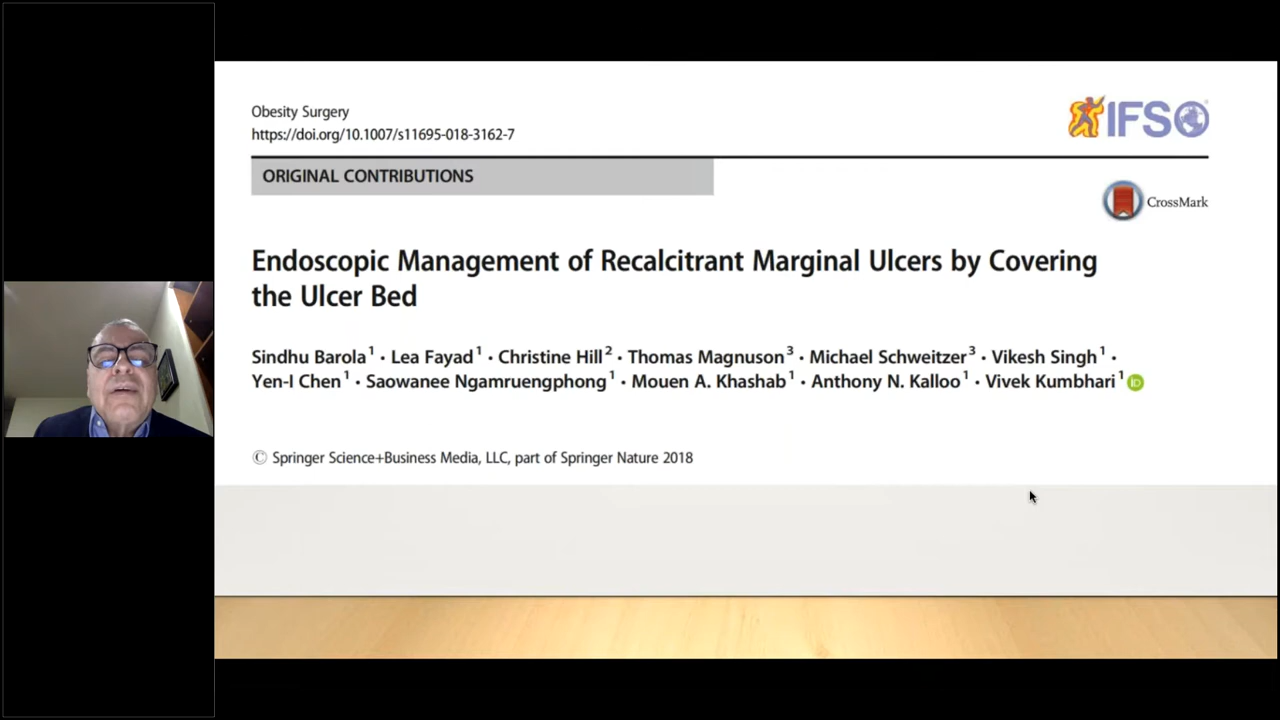 Obesity Surgery
https://doi.org/10.1007/s11695-018-3162-7
IFSO
ORIGINAL CONTRIBUTIONS
CrossMark
Endoscopic Management of Recalcitrant Marginal Ulcers by Covering
the Ulcer Bed
Sindhu Barola¹ · Lea Fayad¹ · Christine Hill² · Thomas Magnuson³ · Michael Schweitzer³ · Vikesh Singh¹ ·
Yen-I Chen¹ · Saowanee Ngamruengphong¹ · Mouen A. Khashab¹ · Anthony N. Kalloo¹ · Vivek Kumbhari¹ iD
© Springer Science+Business Media, LLC, part of Springer Nature 2018